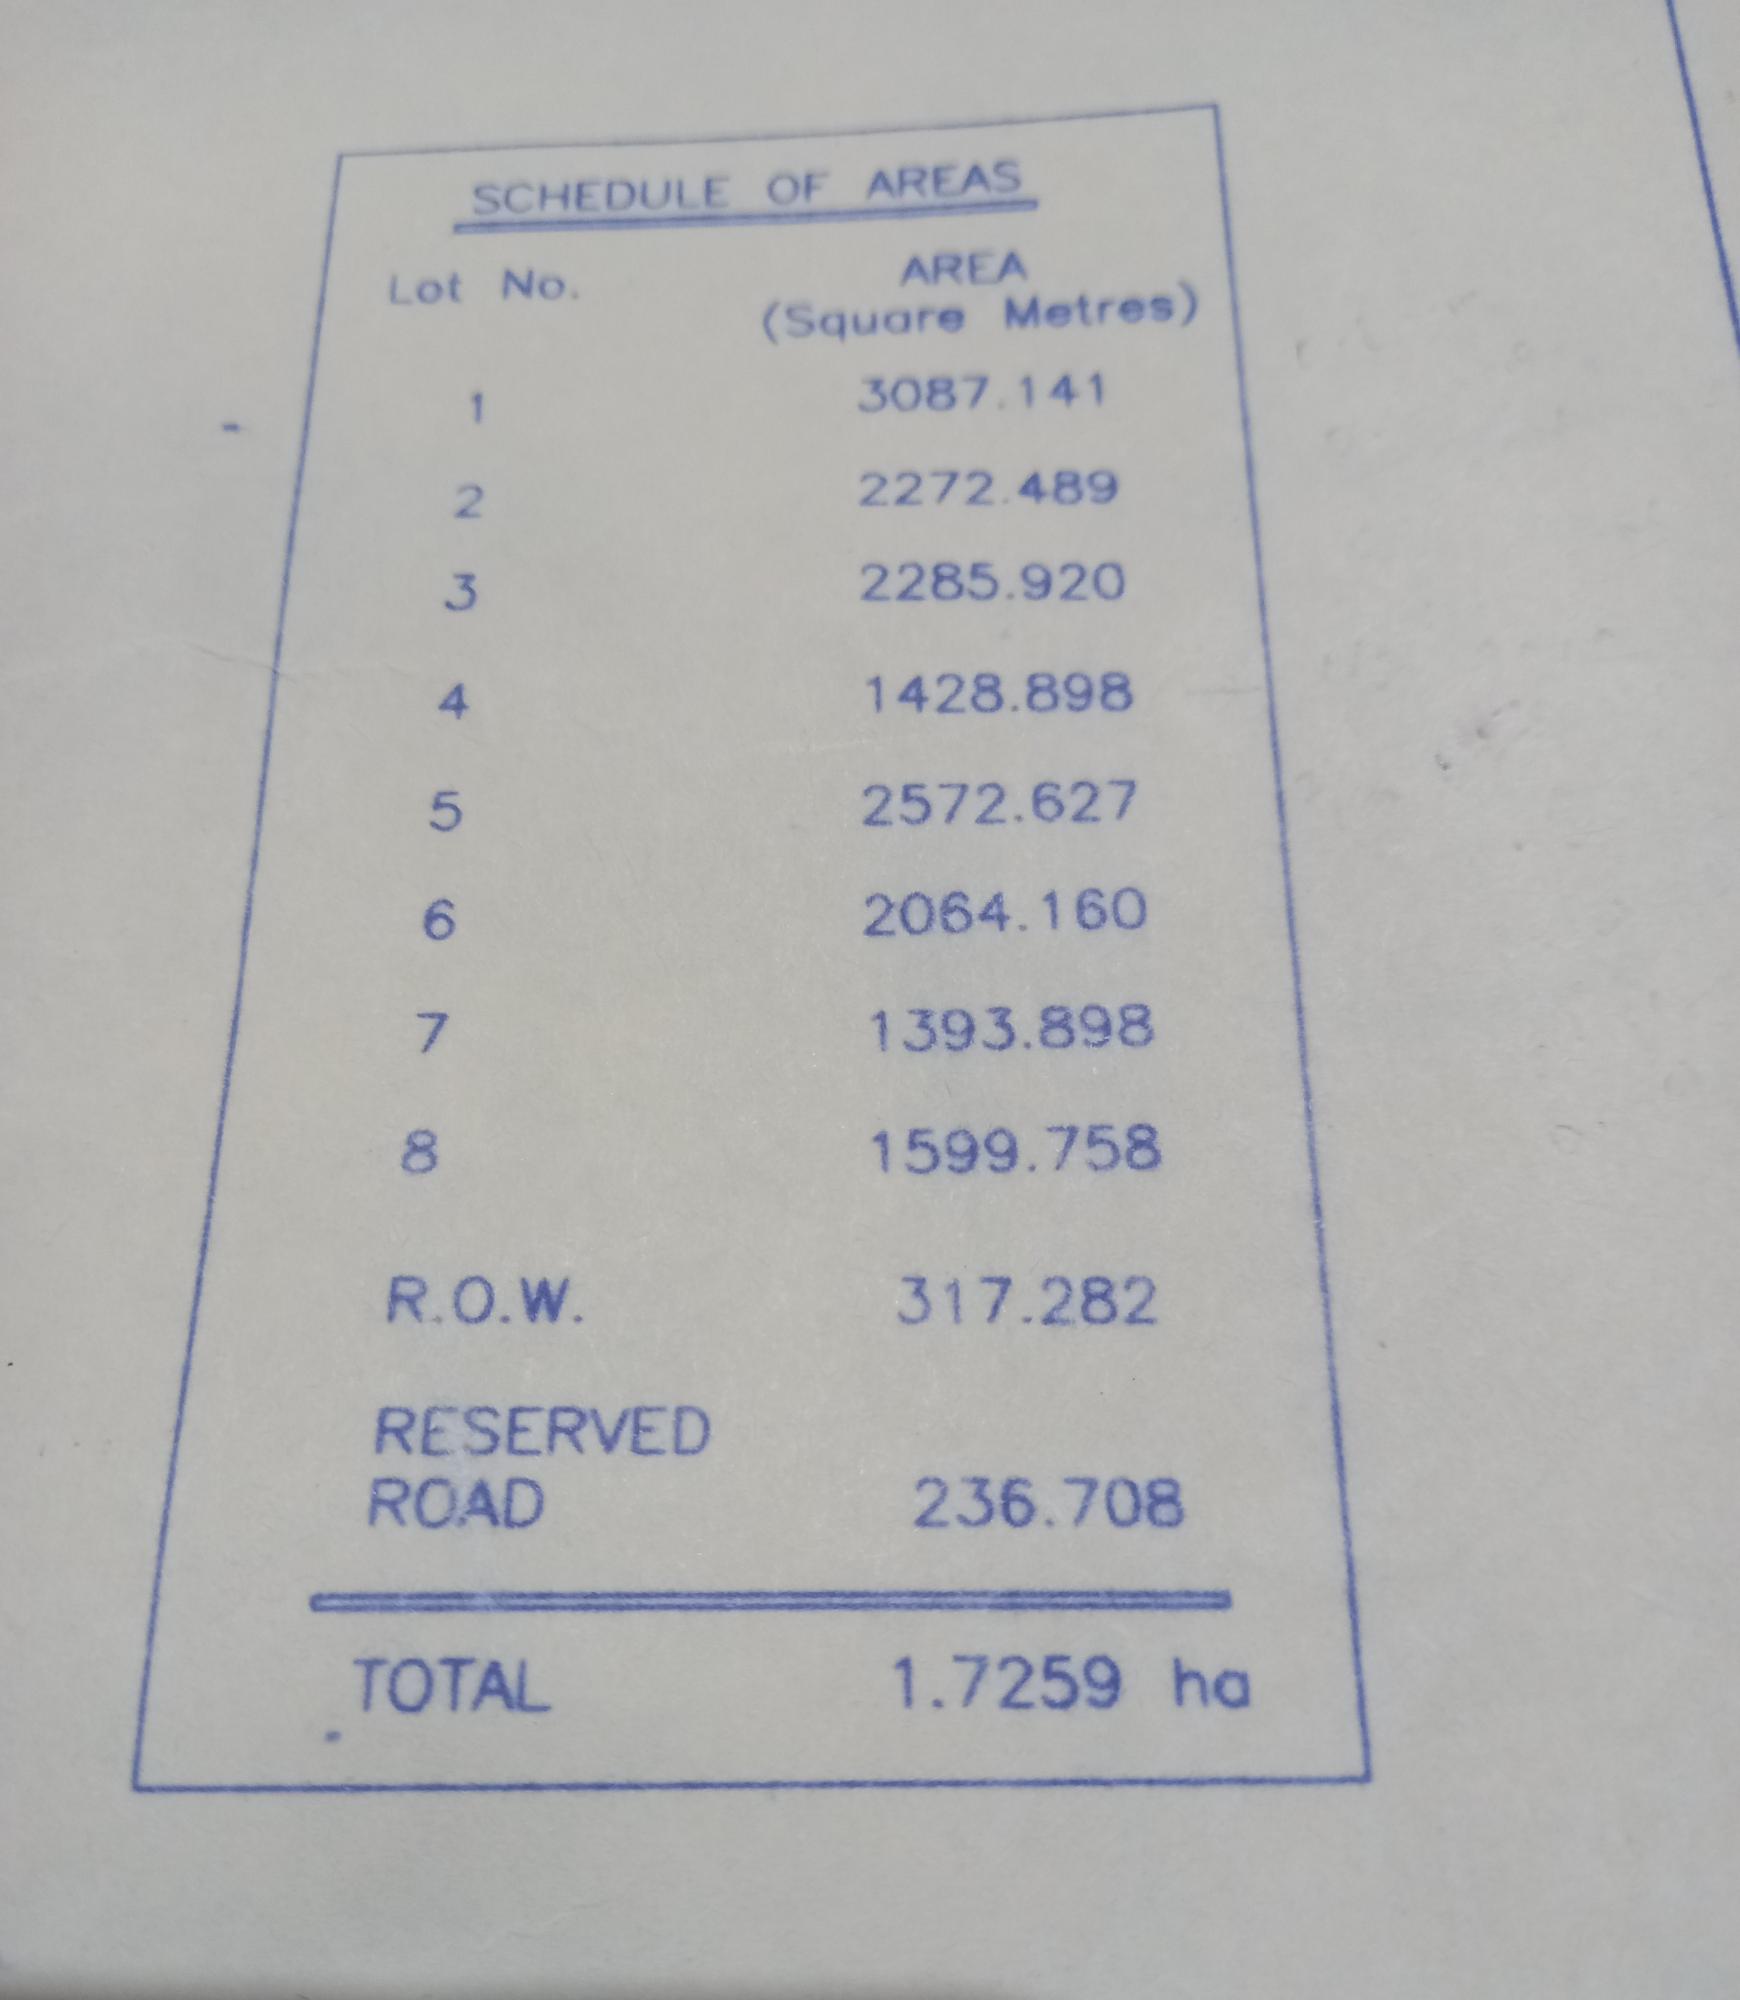 SCHEDULE OF AREAS
Lot No. AREA
(Square Metres)
1 3087.141
2 2272.489
3 2285.920
4 1428.898
5 2572.627
6 2064.160
7 1393.898
8 1599.758
R.O.W. 317.282
RESERVED
ROAD 236.708
TOTAL 1.7259 ha